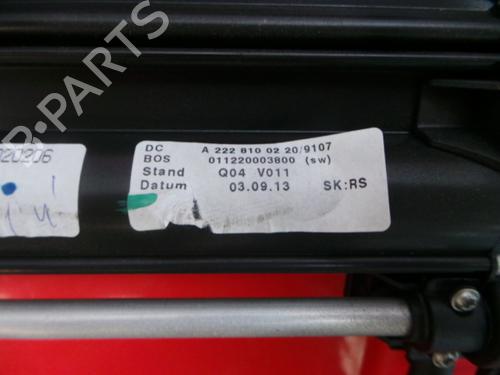 B-PARTS
020206
DC A 222 810 02 20/9107
BOS 011220003800 (sw)
Stand Q04 V011
Datum 03.09.13 SK:RS